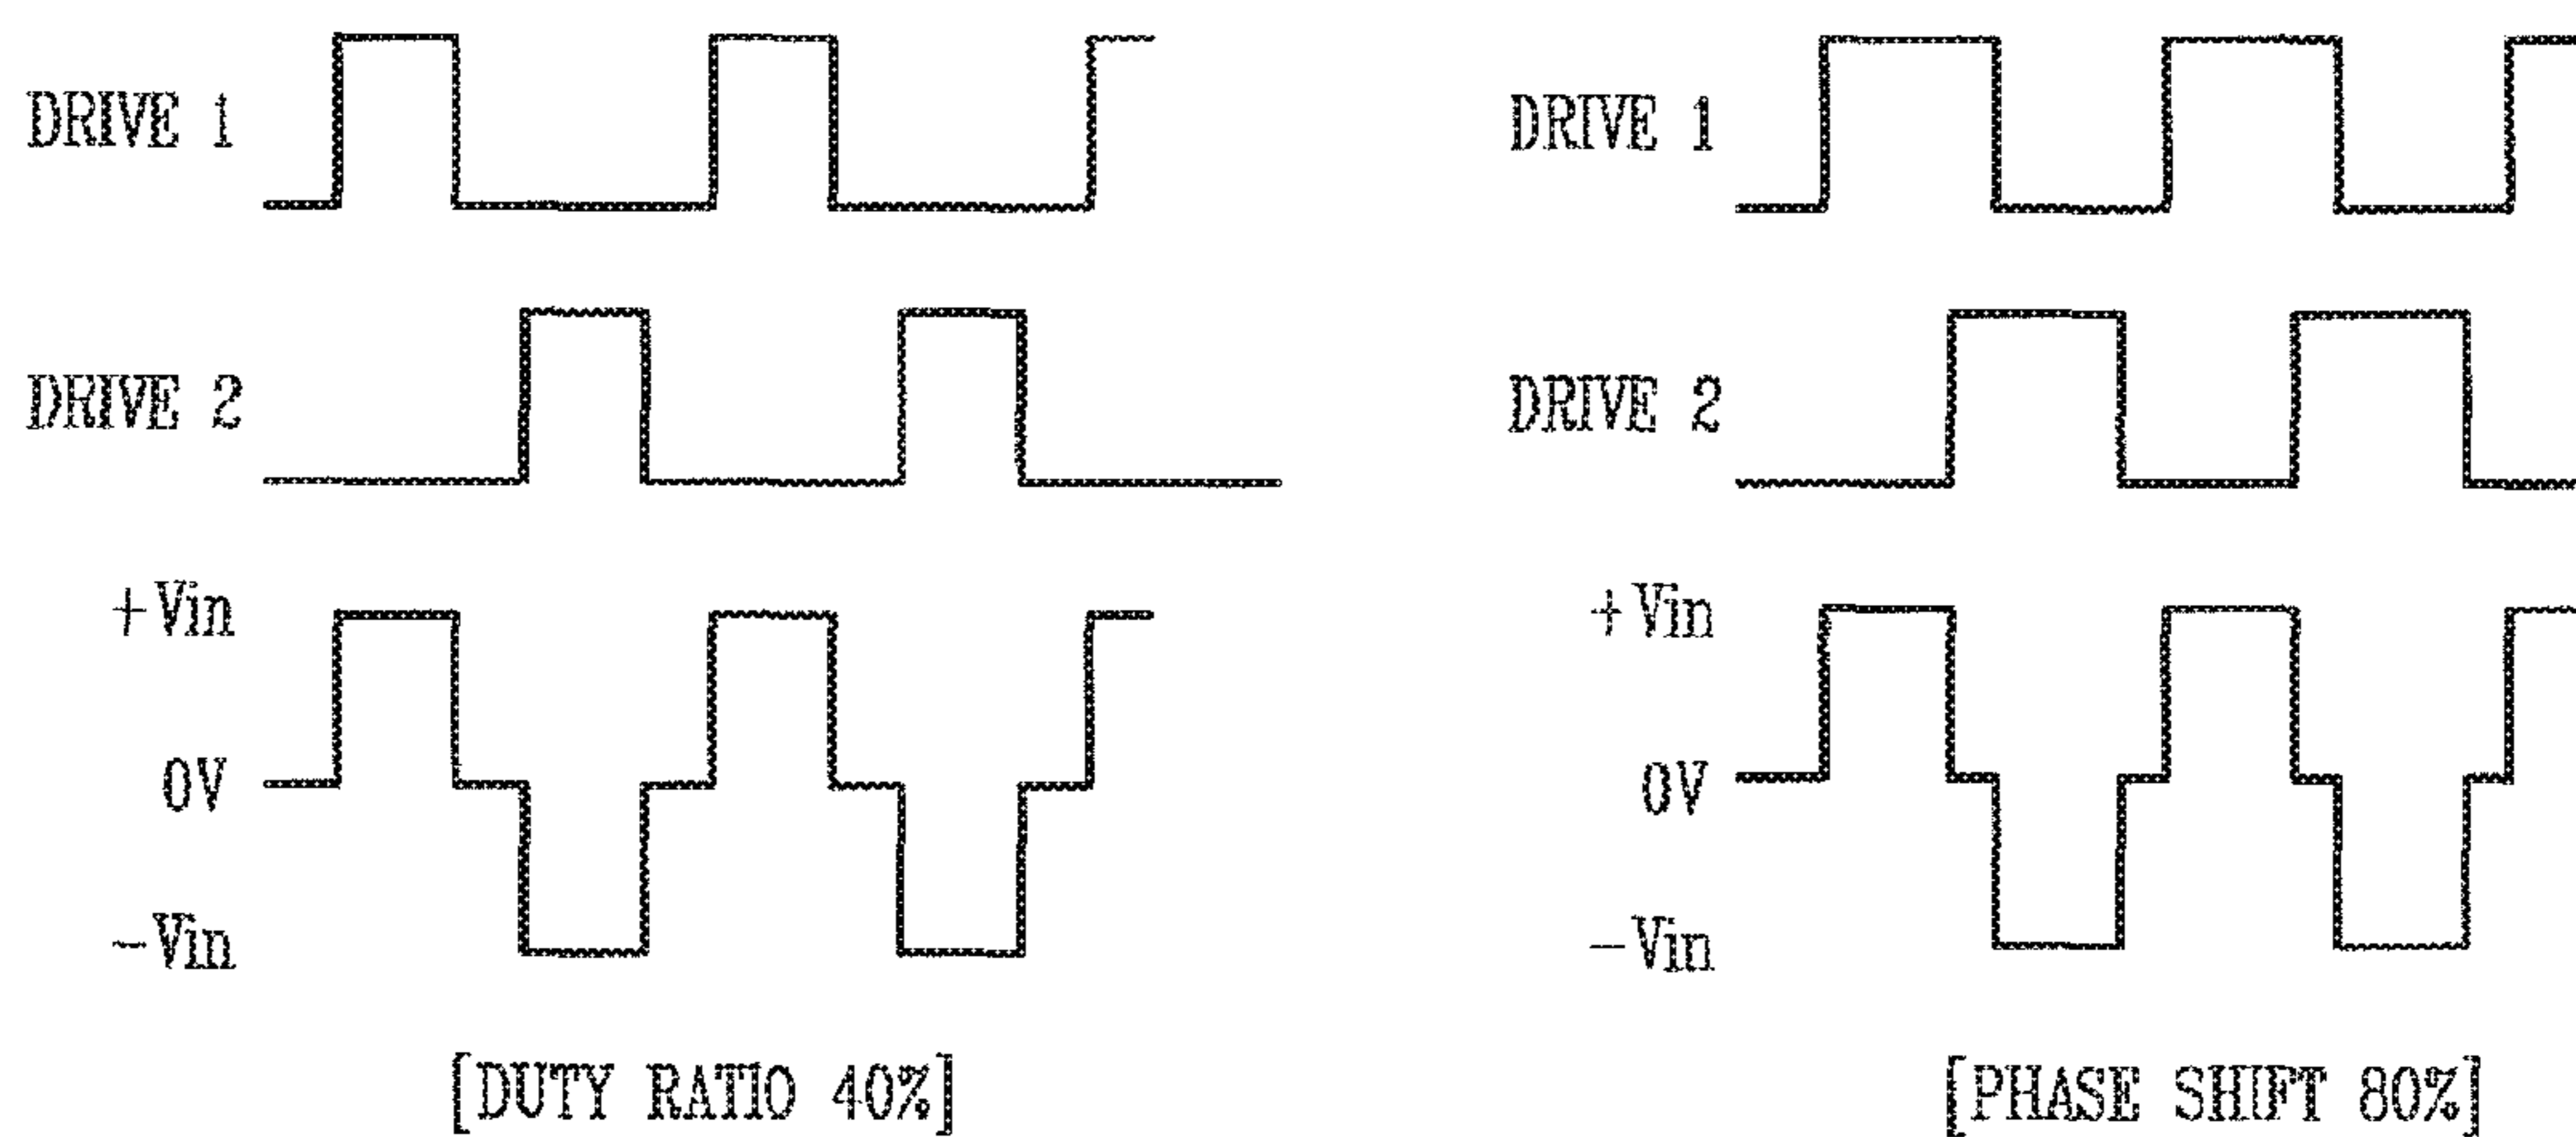 DRIVE 1
DRIVE 2
+Vin
0V
-Vin
[DUTY RATIO 40%]
DRIVE 1
DRIVE 2
+Vin
0V
-Vin
[PHASE SHIFT 80%]